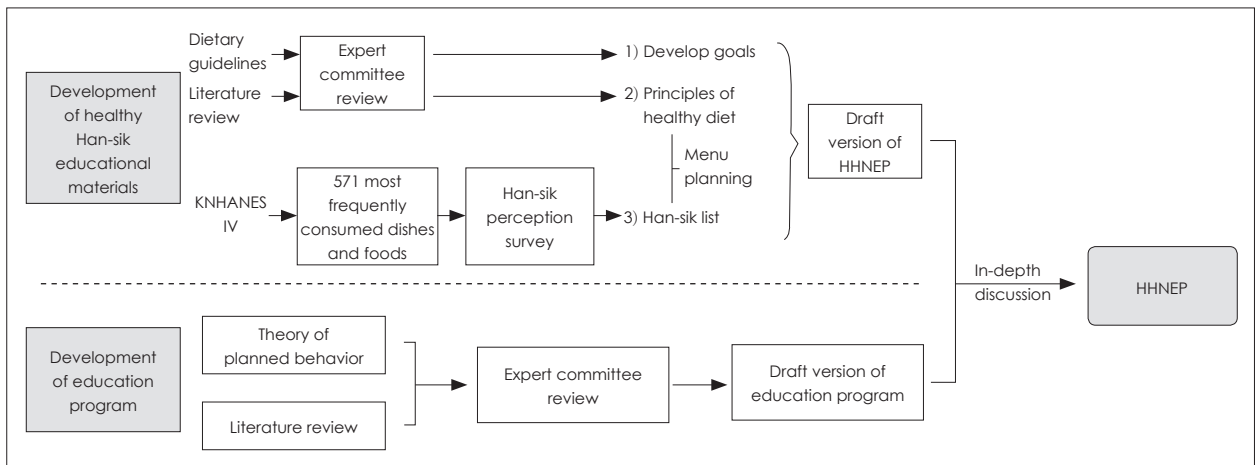 Development
of healthy
Han-sik
educational
materials
Dietary
guidelines
Literature
review
Expert
committee
review
1) Develop goals
2) Principles of
healthy diet
Menu
planning
3) Han-sik list
KNHANES
IV
571 most
frequently
consumed dishes
and foods
Han-sik
perception
survey
Draft
version of
HHNEP
In-depth
discussion
HHNEP
Development
of education
program
Theory of
planned behavior
Literature review
Expert committee
review
Draft version of
education program